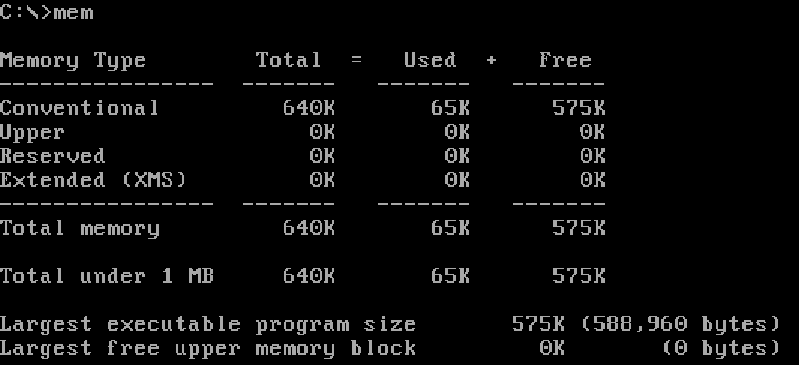 C:\>mem
Memory Type        Total  =   Used  +   Free
----------------  -------   -------   -------
Conventional         640K       65K      575K
Upper                  0K        0K        0K
Reserved               0K        0K        0K
Extended (XMS)         0K        0K        0K
----------------  -------   -------   -------
Total memory         640K       65K      575K
Total under 1 MB     640K       65K      575K
Largest executable program size       575K (588,960 bytes)
Largest free upper memory block         0K       (0 bytes)